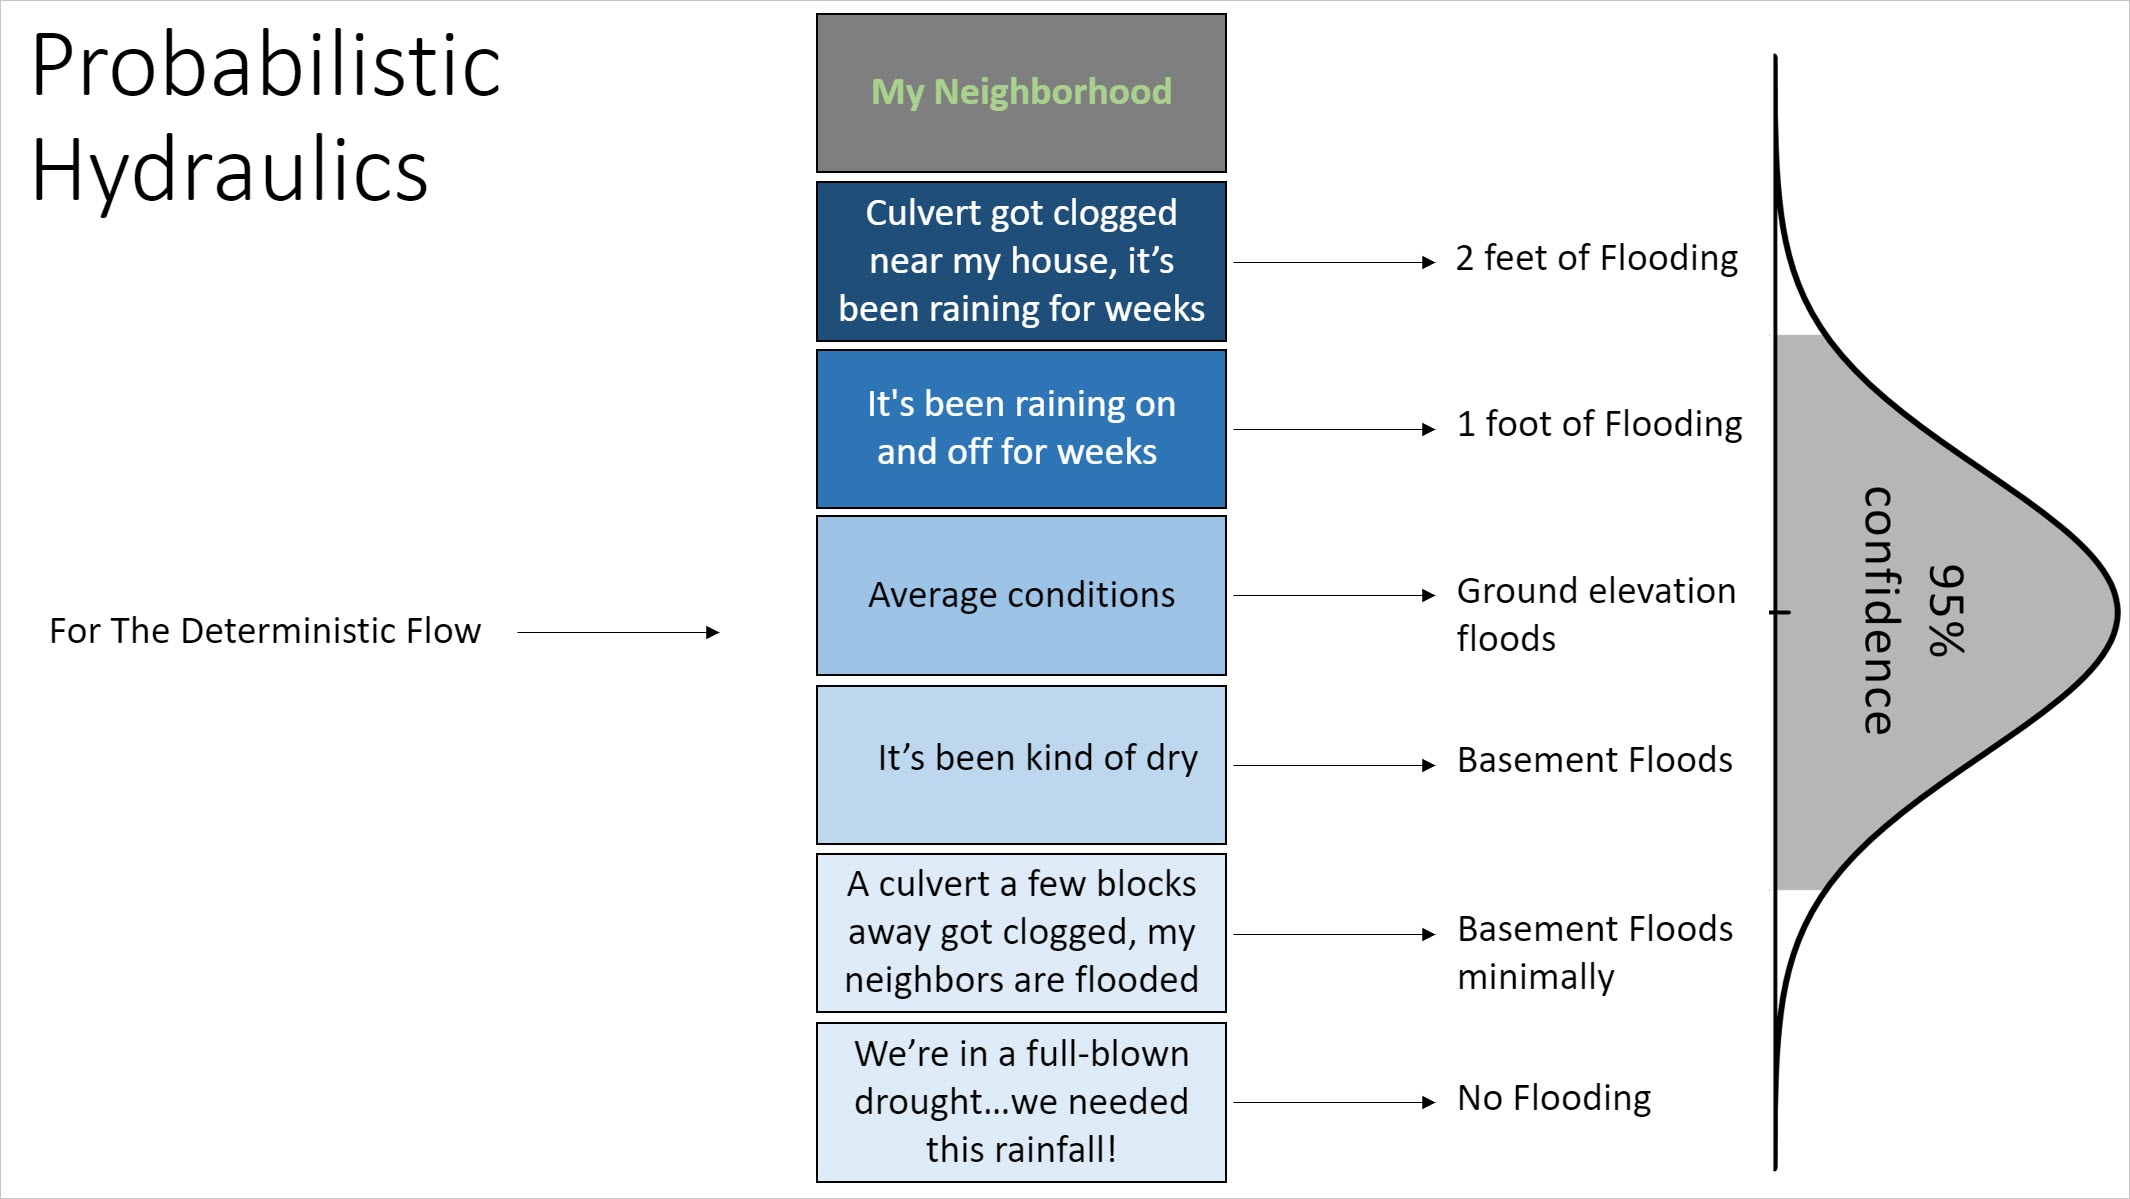 Probabilistic
Hydraulics
My Neighborhood
Culvert got clogged
near my house, it’s
been raining for weeks
2 feet of Flooding
It's been raining on
and off for weeks
1 foot of Flooding
For The Deterministic Flow
Average conditions
Ground elevation
floods
95%
confidence
It’s been kind of dry
Basement Floods
A culvert a few blocks
away got clogged, my
neighbors are flooded
Basement Floods
minimally
We’re in a full-blown
drought...we needed
this rainfall!
No Flooding